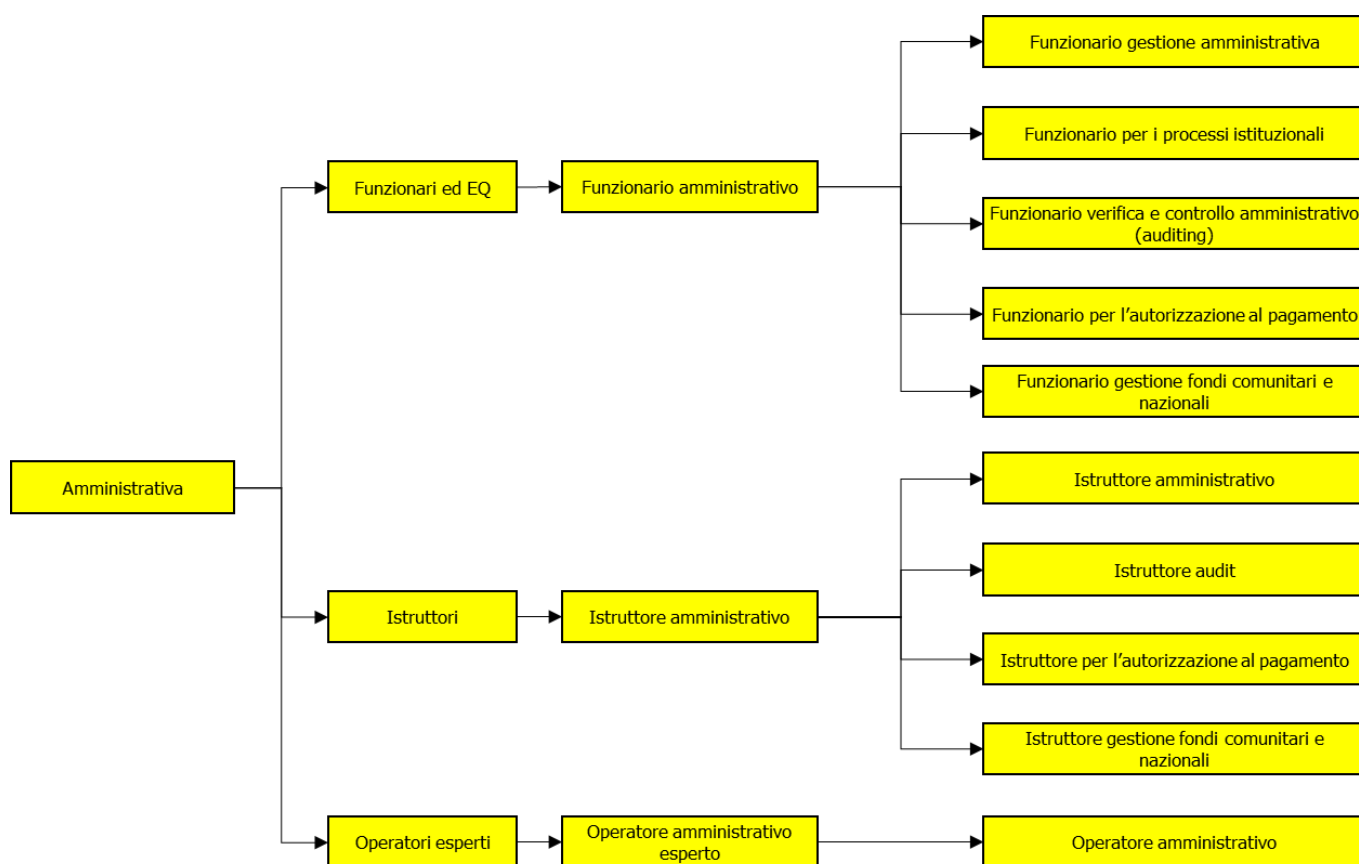 Funzionario gestione amministrativa
Funzionario per i processi istituzionali
Funzionari ed EQ
Funzionario amministrativo
Funzionario verifica e controllo amministrativo
(auditing)
Funzionario per l'autorizzazione al pagamento
Funzionario gestione fondi comunitari e
nazionali
Amministrativa
Istruttore amministrativo
Istruttore audit
Istruttori
Istruttore amministrativo
Istruttore per l'autorizzazione al pagamento
Istruttore gestione fondi comunitari e
nazionali
Operatori esperti
Operatore amministrativo
esperto
Operatore amministrativo